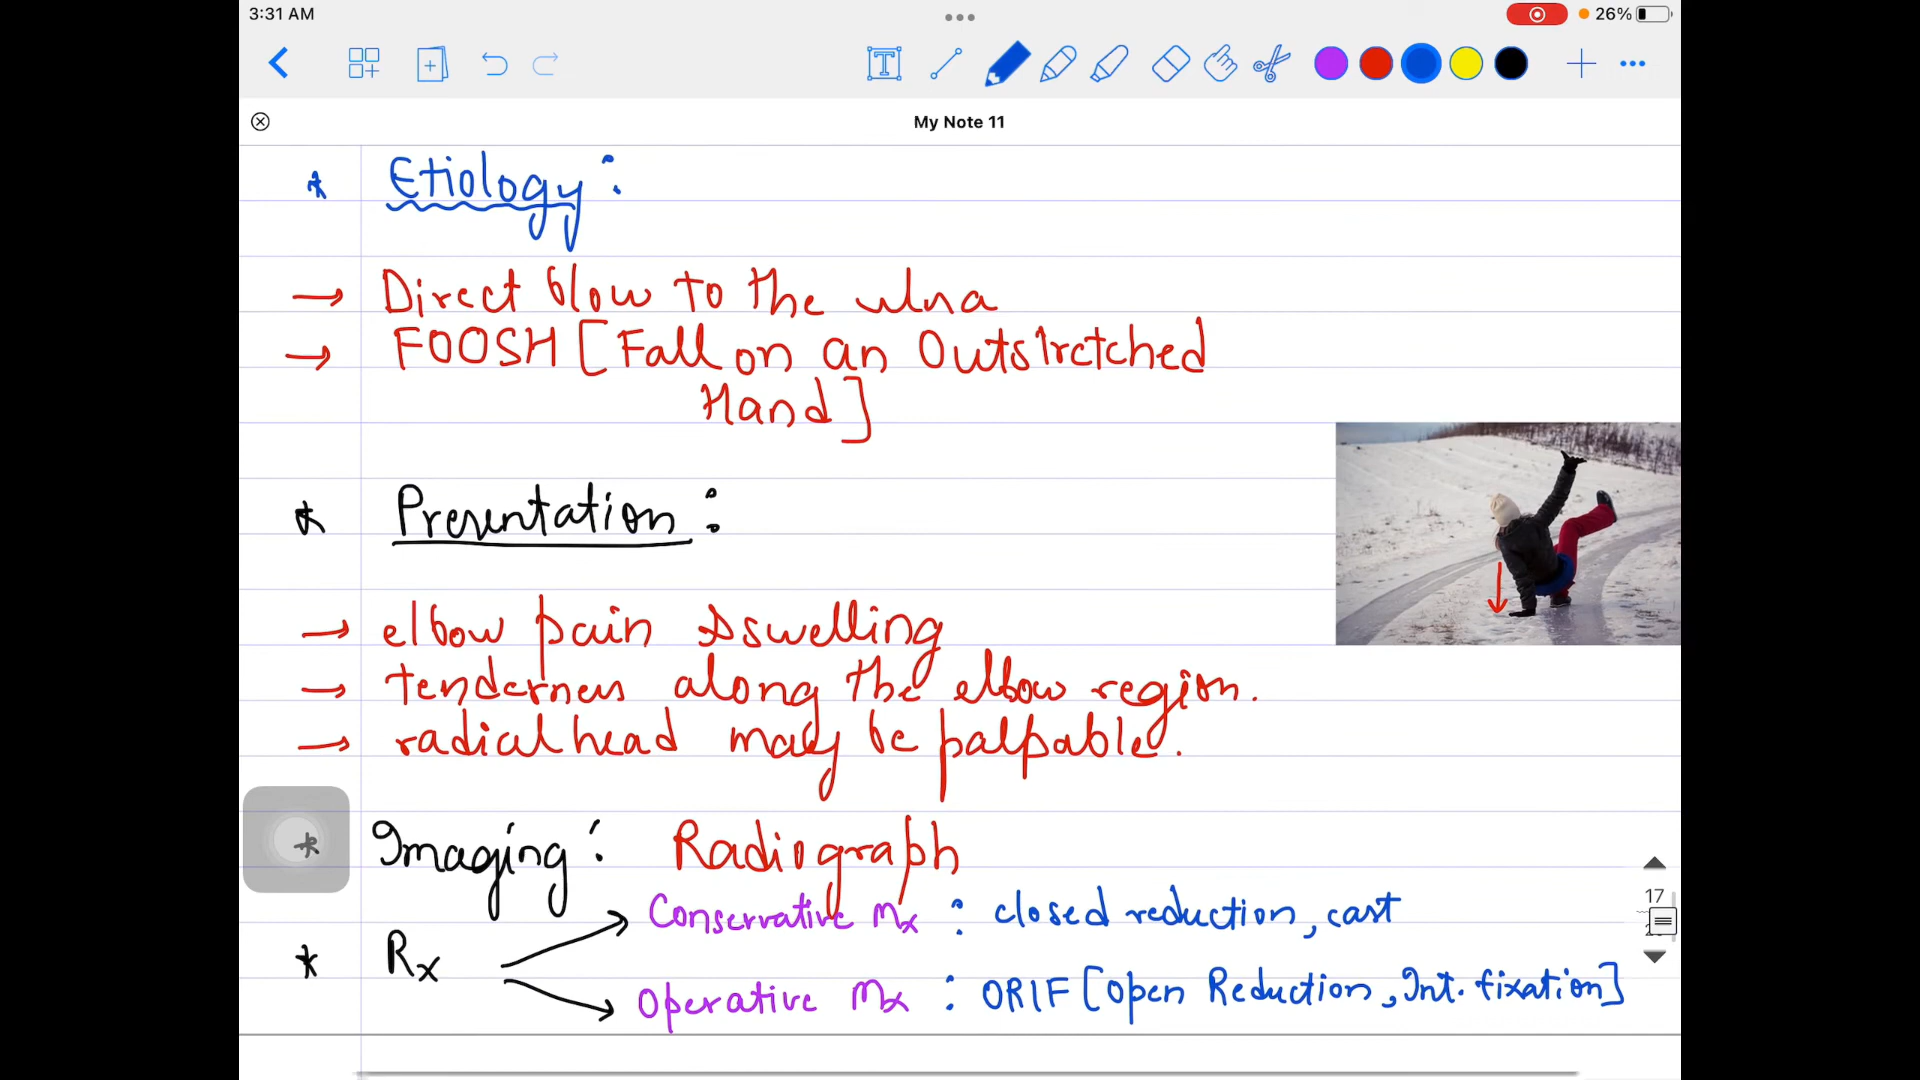 3:31 AM
26%
My Note 11
* Etiology :
→ Direct blow to the ulna
→ FOOSH [Fall on an Outstretched
Hand]
* Presentation :
→ elbow pain & swelling
→ tenderness along the elbow region.
→ radial head may be palpable.
* Imaging : Radiograph
17
Conservative Mx : closed reduction, cast
* Rx
Operative Mx : ORIF [Open Reduction, Int. fixation]